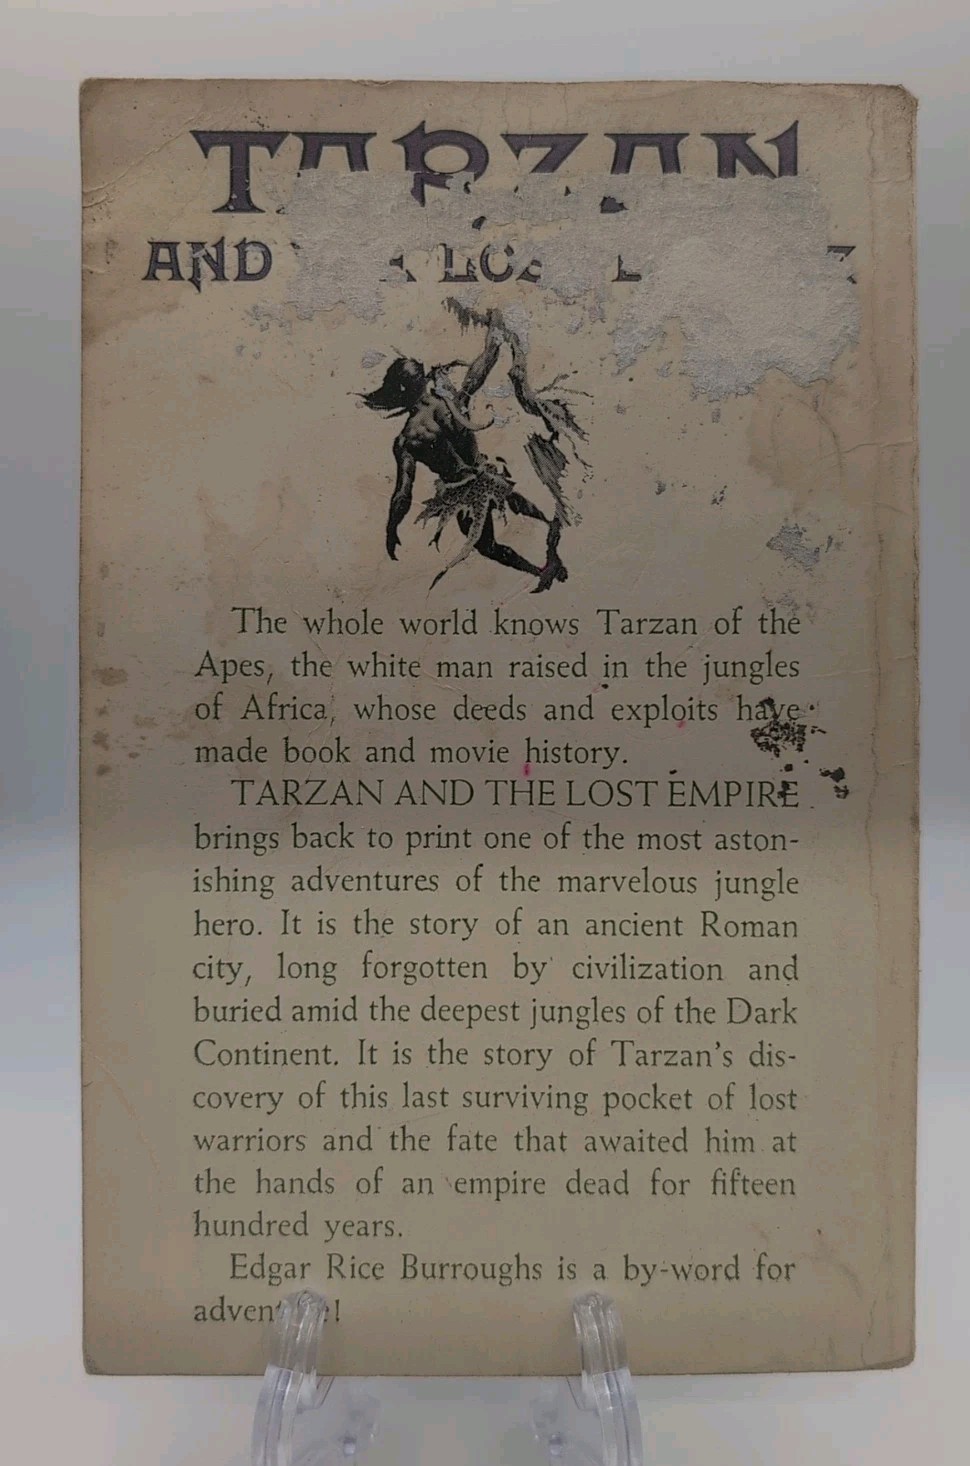 TARZAN
AND LOST
The whole world knows Tarzan of the
Apes, the white man raised in the jungles
of Africa, whose deeds and exploits have
made book and movie history.
TARZAN AND THE LOST EMPIRE
brings back to print one of the most aston-
ishing adventures of the marvelous jungle
hero. It is the story of an ancient Roman
city, long forgotten by civilization and
buried amid the deepest jungles of the Dark
Continent. It is the story of Tarzan's dis-
covery of this last surviving pocket of lost
warriors and the fate that awaited him at
the hands of an empire dead for fifteen
hundred years.
Edgar Rice Burroughs is a by-word for
adventure!